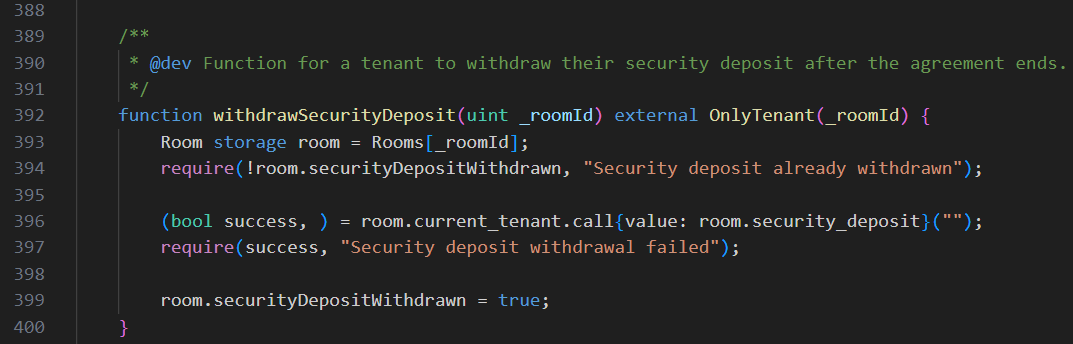 388
389 /**
390 * @dev Function for a tenant to withdraw their security deposit after the agreement ends.
391 */
392 function withdrawSecurityDeposit(uint _roomId) external OnlyTenant(_roomId) {
393 Room storage room = Rooms[_roomId];
394 require(!room.securityDepositWithdrawn, "Security deposit already withdrawn");
395
396 (bool success, ) = room.current_tenant.call{value: room.security_deposit}("");
397 require(success, "Security deposit withdrawal failed");
398
399 room.securityDepositWithdrawn = true;
400 }